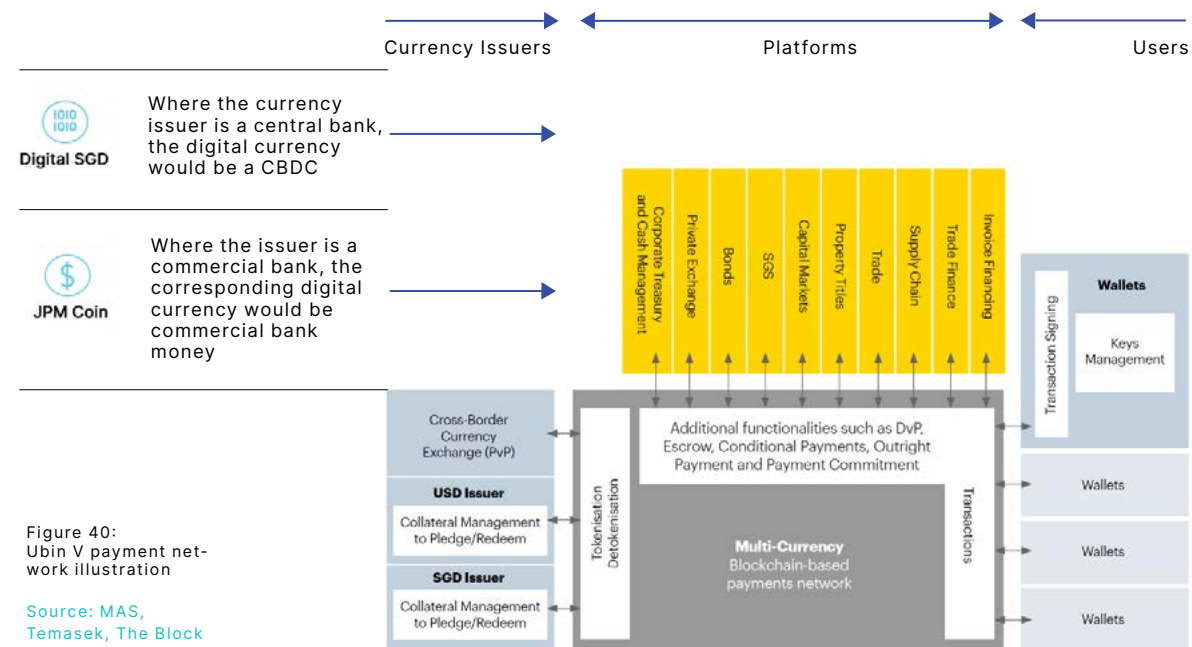 Currency Issuers
Platforms
Users
1010
1010
Digital SGD
Where the currency
issuer is a central bank,
the digital currency
would be a CBDC
$
JPM Coin
Where the issuer is a
commercial bank, the
corresponding digital
currency would be
commercial bank
money
Corporate Treasury
and Cash Management
Private Exchange
Bonds
SGS
Capital Markets
Property Titles
Trade
Supply Chain
Trade Finance
Invoice Financing
Cross-Border
Currency
Exchange (PvP)
USD Issuer
Collateral Management
to Pledge/Redeem
SGD Issuer
Collateral Management
to Pledge/Redeem
Tokenisation
Detokenisation
Additional functionalities such as DvP,
Escrow, Conditional Payments, Outright
Payment and Payment Commitment
Multi-Currency
Blockchain-based
payments network
Transactions
Transaction Signing
Wallets
Keys
Management
Wallets
Wallets
Wallets
Figure 40:
Ubin V payment net-
work illustration
Source: MAS,
Temasek, The Block